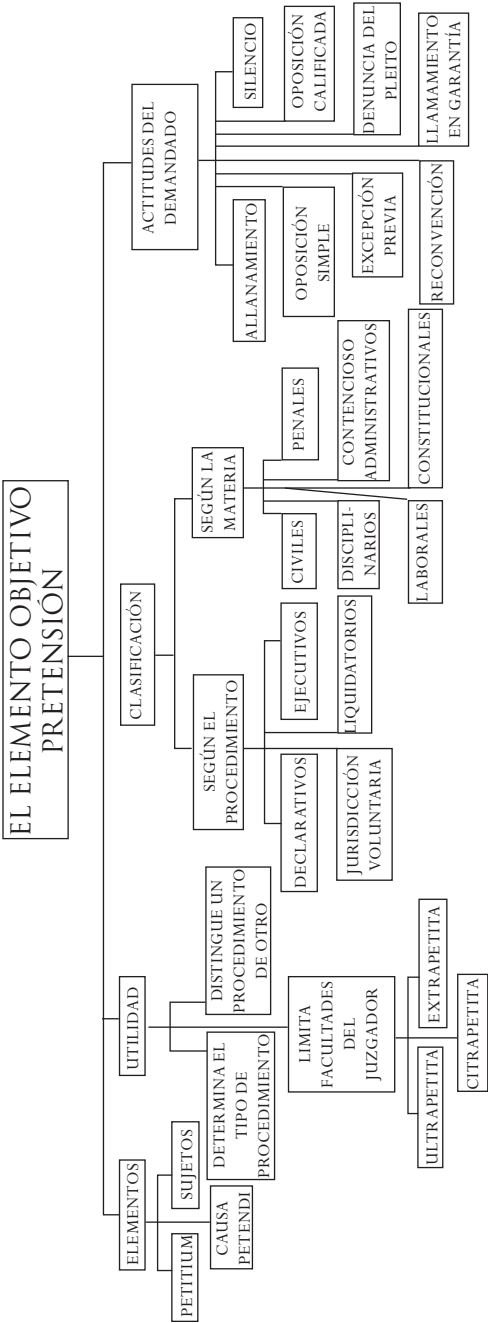 EL ELEMENTO OBJETIVO
PRETENSIÓN
ELEMENTOS
PETITIUM
SUJETOS
CAUSA
PETENDI
UTILIDAD
DETERMINA EL
TIPO DE
PROCEDIMIENTO
DISTINGUE UN
PROCEDIMIENTO
DE OTRO
LIMITA
FACULTADES
DEL
JUZGADOR
ULTRAPETITA
EXTRAPETITA
CITRAPETITA
CLASIFICACIÓN
SEGÚN EL
PROCEDIMIENTO
DECLARATIVOS
EJECUTIVOS
JURISDICCIÓN
VOLUNTARIA
LIQUIDATORIOS
SEGÚN LA
MATERIA
CIVILES
PENALES
DISCIPLI-
NARIOS
CONTENCIOSO
ADMINISTRATIVOS
LABORALES
CONSTITUCIONALES
ACTITUDES DEL
DEMANDADO
ALLANAMIENTO
SILENCIO
OPOSICIÓN
SIMPLE
OPOSICIÓN
CALIFICADA
EXCEPCIÓN
PREVIA
DENUNCIA DEL
PLEITO
RECONVENCIÓN
LLAMAMIENTO
EN GARANTÍA